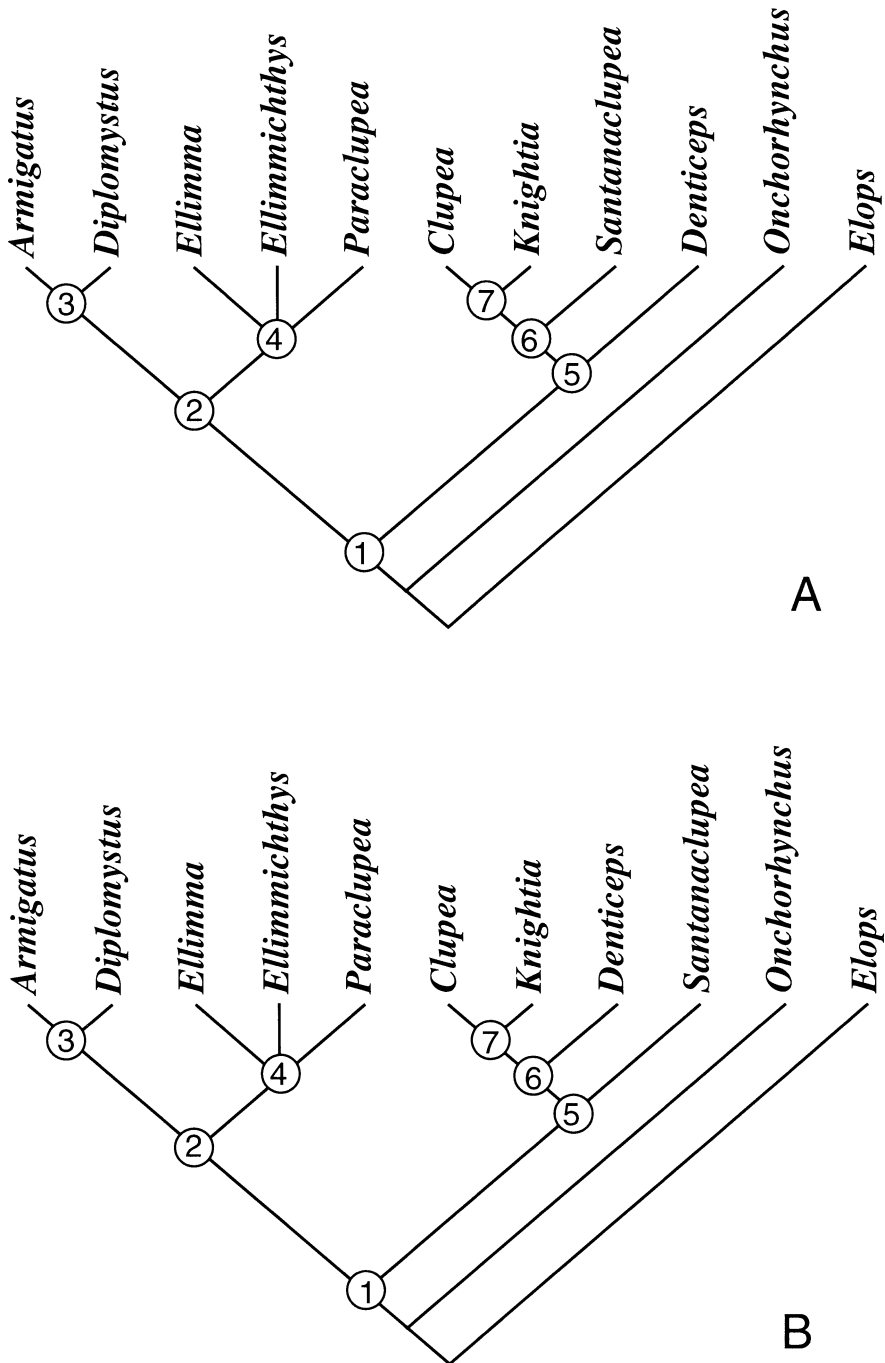 Armigatus
Diplomystus
Ellimma
Ellimmichthys
Paraclupea
Clupea
Knightia
Santanaclupea
Denticeps
Onchorhynchus
Elops
3
7
4
6
5
2
1
A
Armigatus
Diplomystus
Ellimma
Ellimmichthys
Paraclupea
Clupea
Knightia
Denticeps
Santanaclupea
Onchorhynchus
Elops
3
7
4
6
5
2
1
B